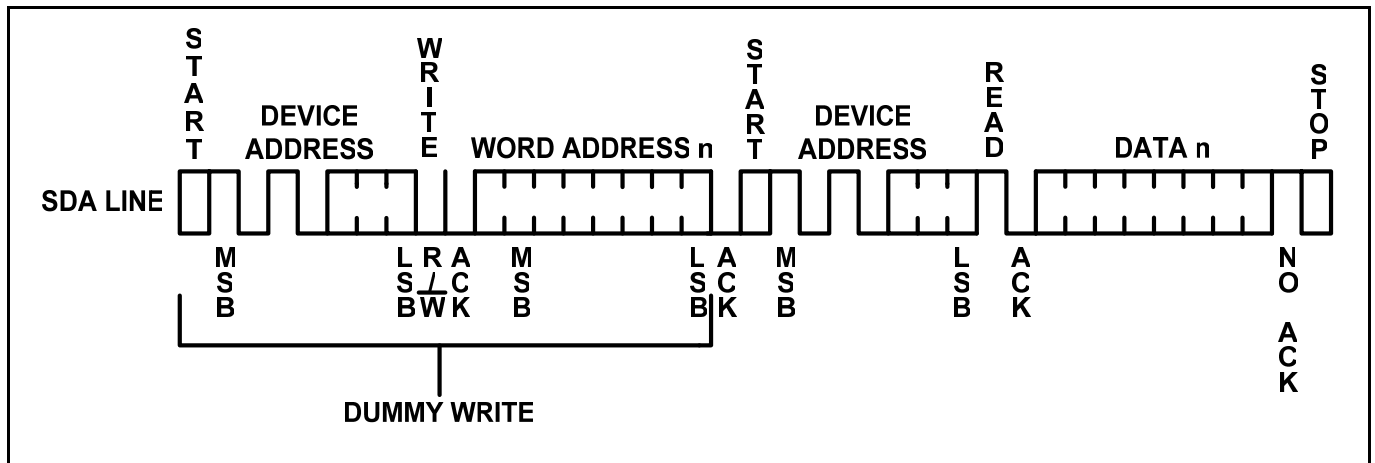 START
WRITE
START
READ
STOP
DEVICE
ADDRESS
WORD ADDRESS n
DEVICE
ADDRESS
DATA n
SDA LINE
MSB
LSB
R/W
ACK
MSB
LSB
ACK
MSB
LSB
ACK
NO ACK
DUMMY WRITE